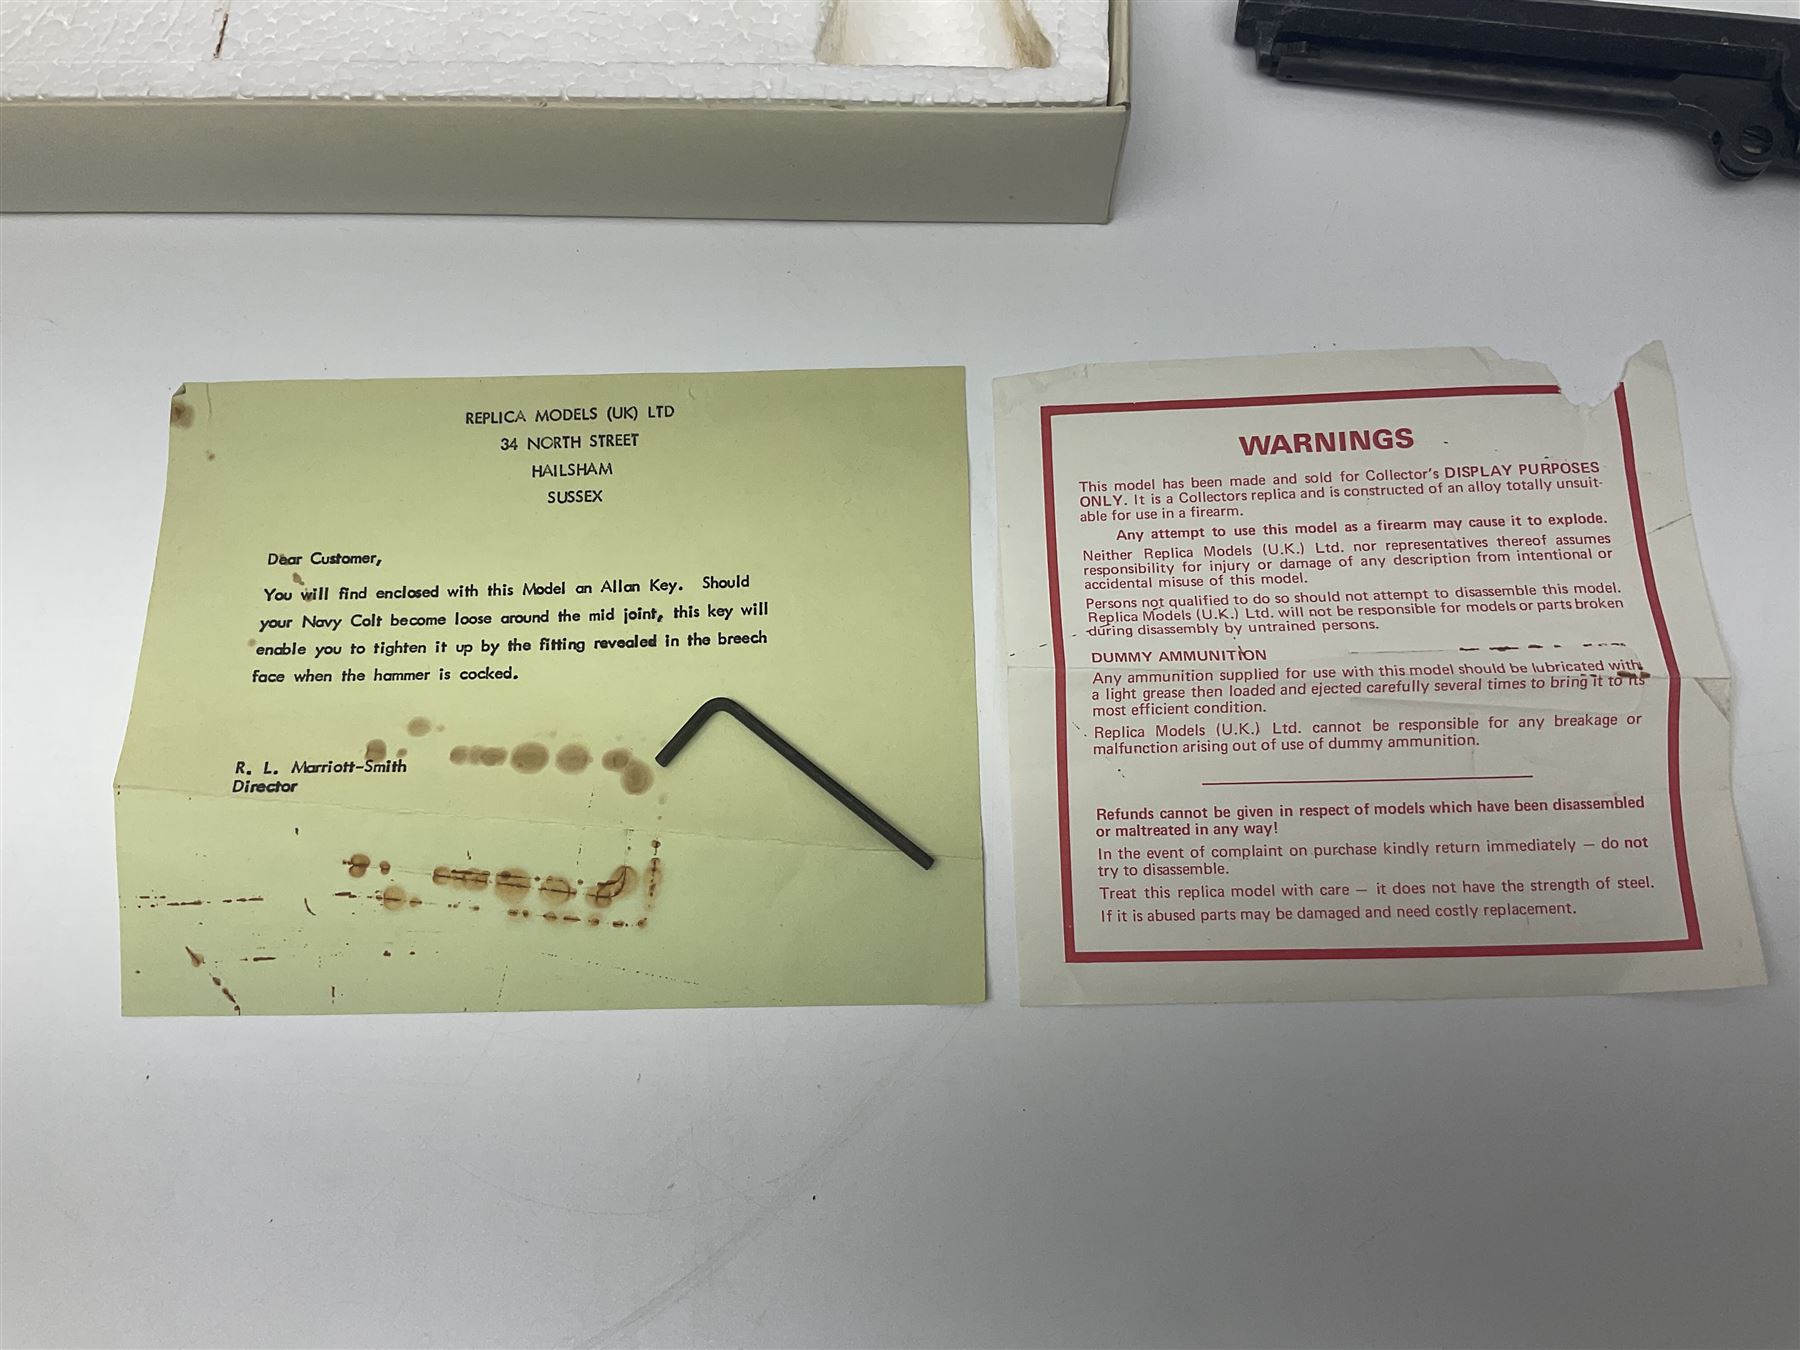 REPLICA MODELS (UK) LTD
34 NORTH STREET
HAILSHAM
SUSSEX
Dear Customer,
You will find enclosed with this Model an Allan Key. Should
your Navy Colt become loose around the mid joint, this key will
enable you to tighten it up by the fitting revealed in the breech
face when the hammer is cocked.
R. L. Marriott-Smith
Director
WARNINGS
This model has been made and sold for Collector's DISPLAY PURPOSES
ONLY. It is a Collectors replica and is constructed of an alloy totally unsuit-
able for use in a firearm.
Any attempt to use this model as a firearm may cause it to explode.
Neither Replica Models (U.K.) Ltd. nor representatives thereof assumes
responsibility for injury or damage of any description from intentional or
accidental misuse of this model.
Persons not qualified to do so should not attempt to disassemble this model.
Replica Models (U.K.) Ltd. will not be responsible for models or parts broken
during disassembly by untrained persons.
DUMMY AMMUNITION
Any ammunition supplied for use with this model should be lubricated with
a light grease then loaded and ejected carefully several times to bring it to its
most efficient condition.
Replica Models (U.K.) Ltd. cannot be responsible for any breakage or
malfunction arising out of use of dummy ammunition.
Refunds cannot be given in respect of models which have been disassembled
or maltreated in any way!
In the event of complaint on purchase kindly return immediately — do not
try to disassemble.
Treat this replica model with care — it does not have the strength of steel.
If it is abused parts may be damaged and need costly replacement.